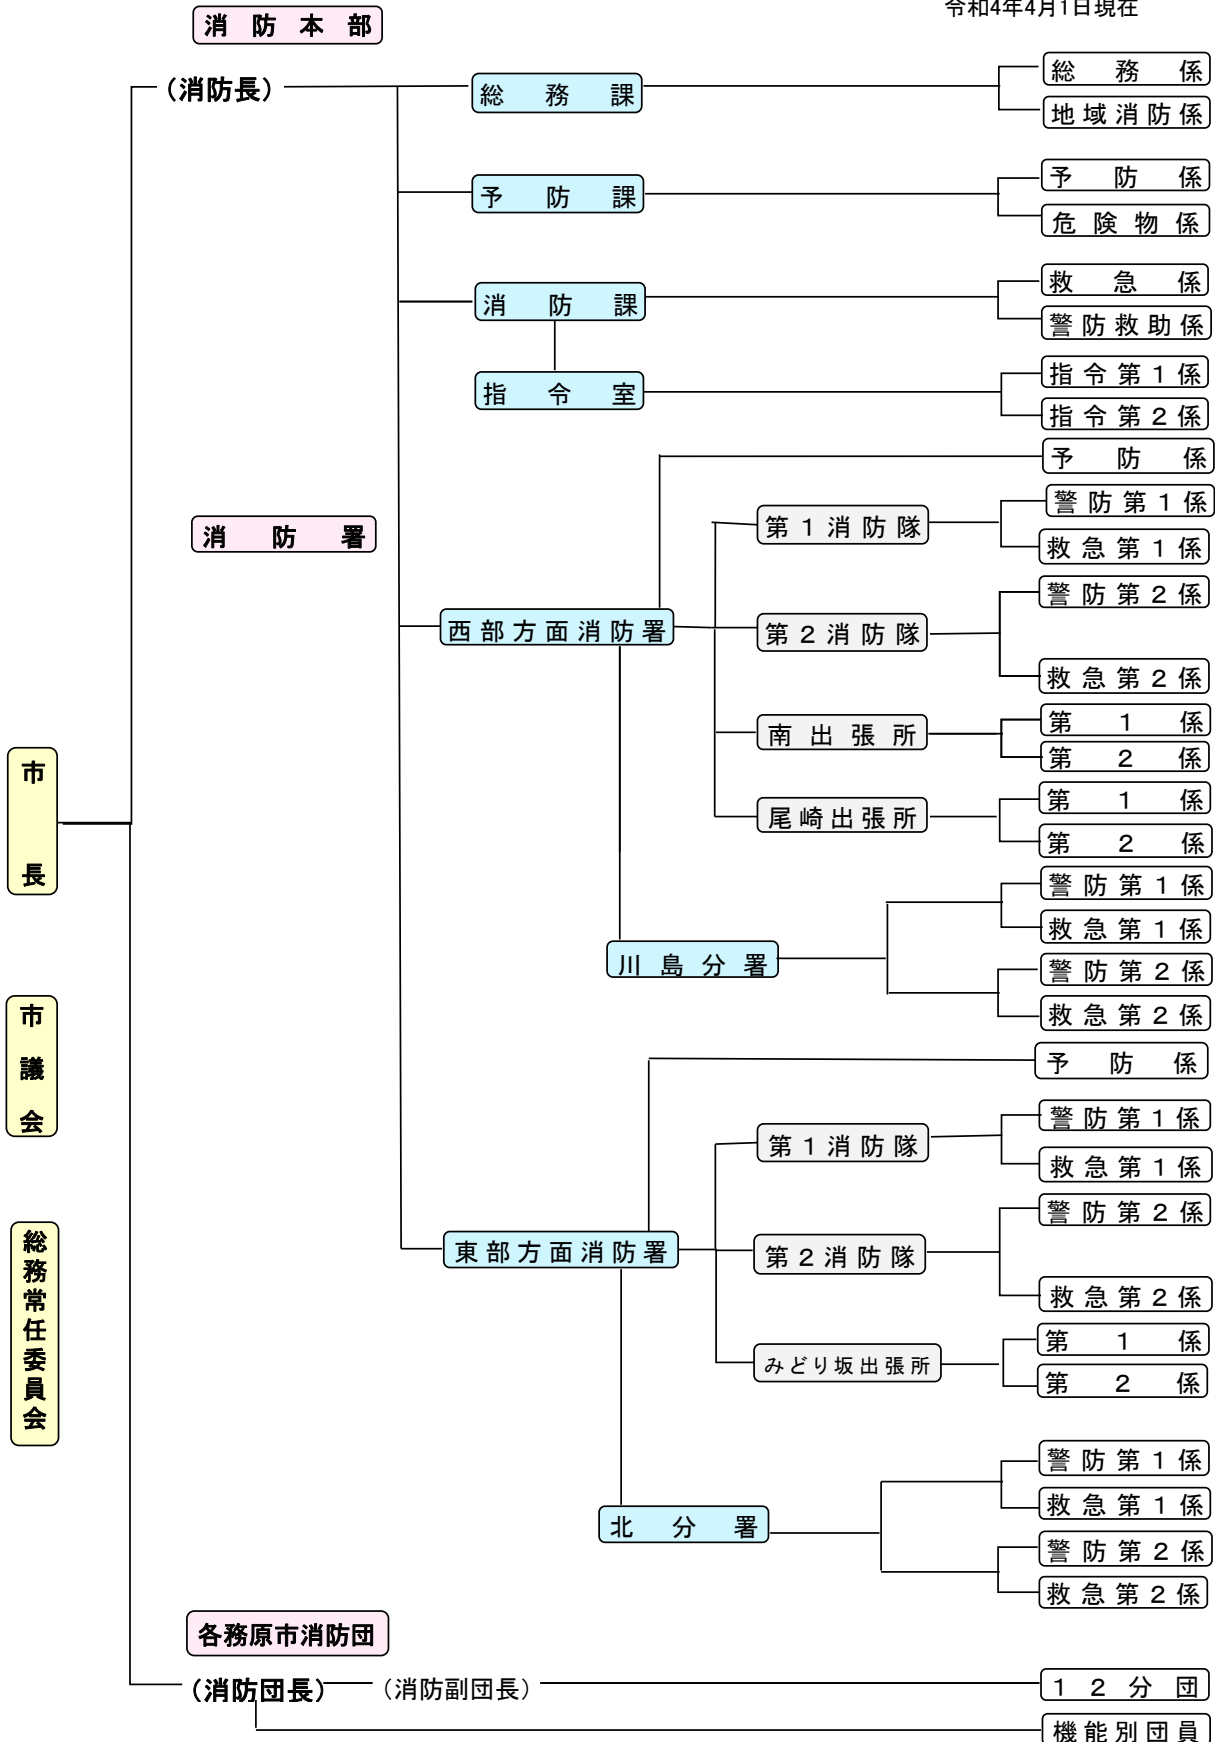 令和4年4月1日現在
消防本部
（消防長）
総務課
総務係
地域消防係
予防課
予防係
危険物係
消防課
救急係
警防救助係
指令室
指令第1係
指令第2係
消防署
西部方面消防署
予防係
第1消防隊
警防第1係
救急第1係
第2消防隊
警防第2係
救急第2係
南出張所
第1係
第2係
尾崎出張所
第1係
第2係
川島分署
警防第1係
救急第1係
警防第2係
救急第2係
市長
市議会
総務常任委員会
東部方面消防署
予防係
第1消防隊
警防第1係
救急第1係
第2消防隊
警防第2係
救急第2係
みどり坂出張所
第1係
第2係
北分署
警防第1係
救急第1係
警防第2係
救急第2係
各務原市消防団
（消防団長）
（消防副団長）
12分団
機能別団員